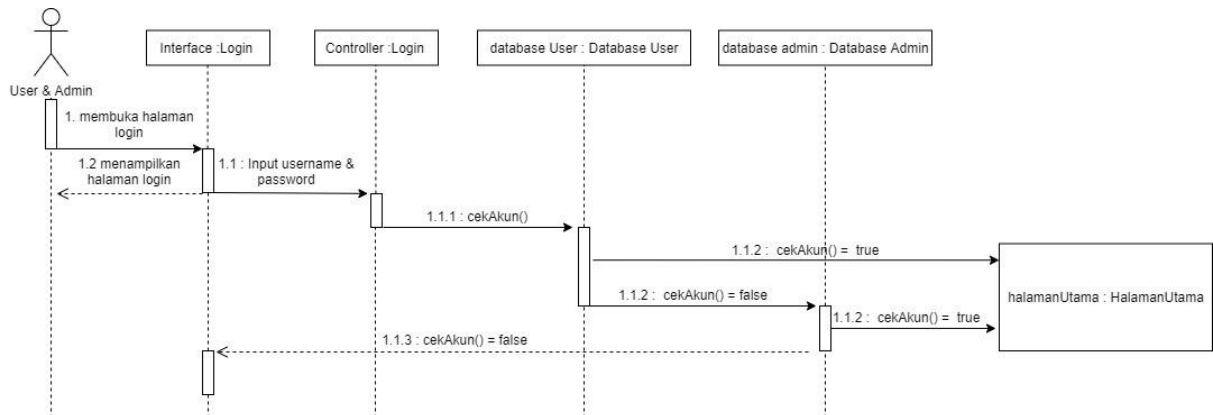 Interface :Login
Controller :Login
database User : Database User
database admin : Database Admin
User & Admin
1. membuka halaman
login
1.2 menampilkan
halaman login
1.1 : Input username &
password
1.1.1 : cekAkun()
1.1.2 : cekAkun() = true
1.1.2 : cekAkun() = false
halamanUtama : HalamanUtama
1.1.2 : cekAkun() = true
1.1.3 : cekAkun() = false